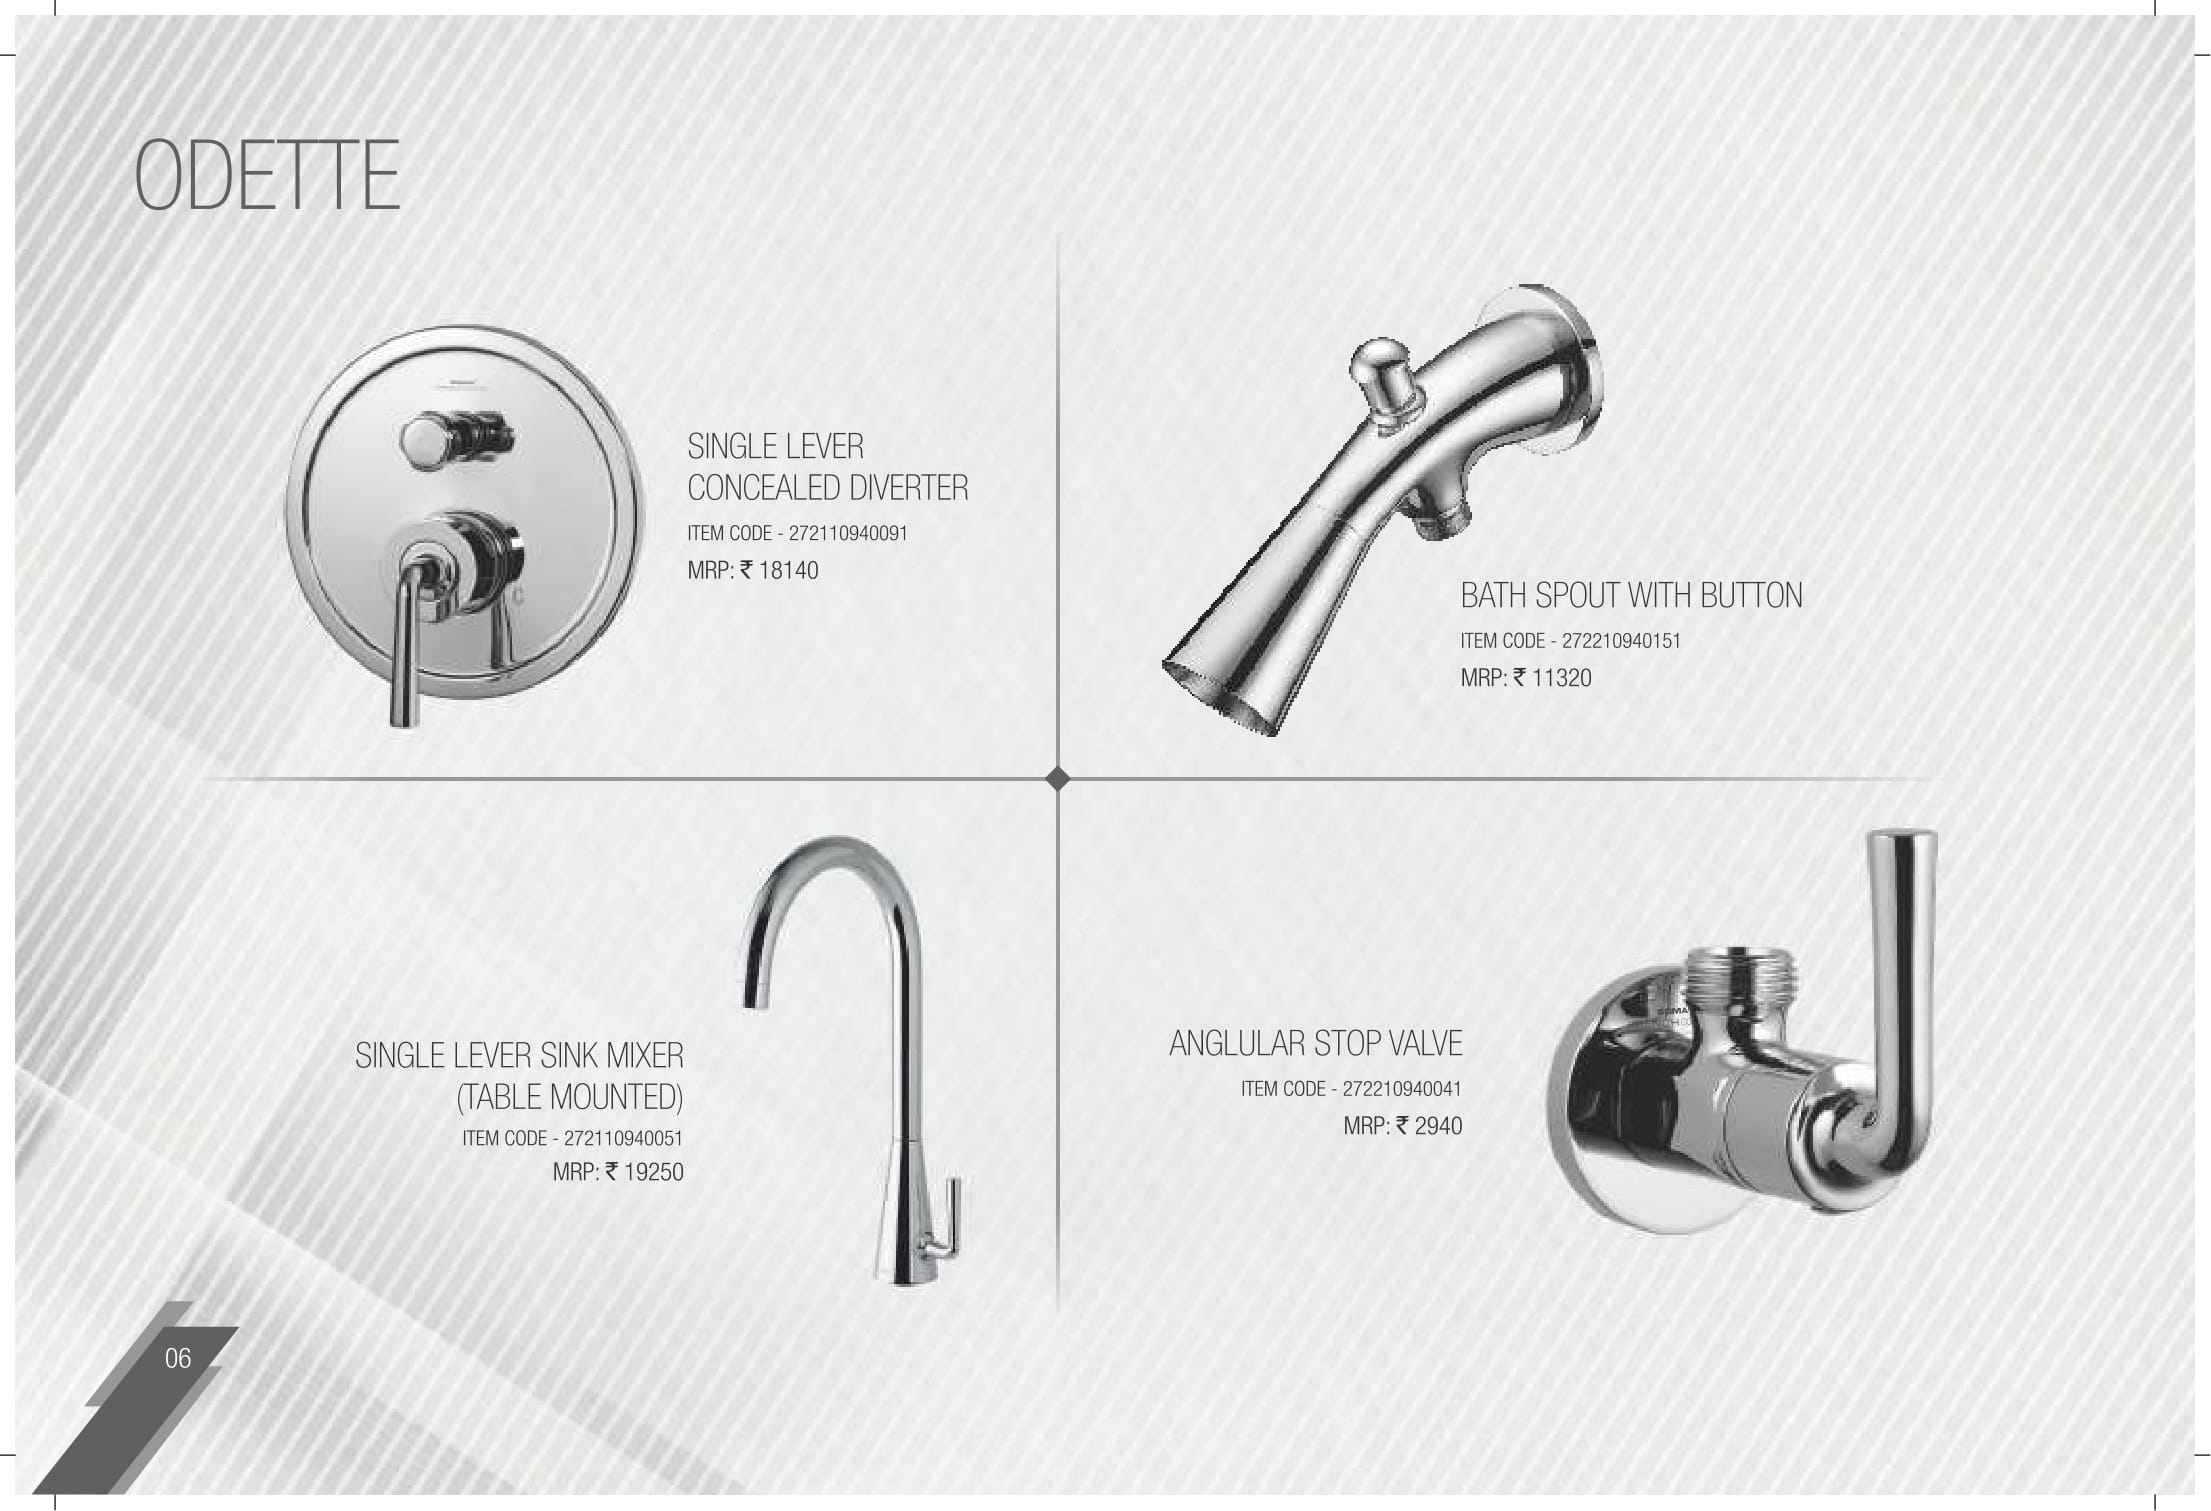 ODETTE
SINGLE LEVER
CONCEALED DIVERTER
ITEM CODE - 272110940091
MRP: ₹ 18140
BATH SPOUT WITH BUTTON
ITEM CODE - 272210940151
MRP: ₹ 11320
SINGLE LEVER SINK MIXER
(TABLE MOUNTED)
ITEM CODE - 272110940051
MRP: ₹ 19250
ANGLULAR STOP VALVE
ITEM CODE - 272210940041
MRP: ₹ 2940
C
06